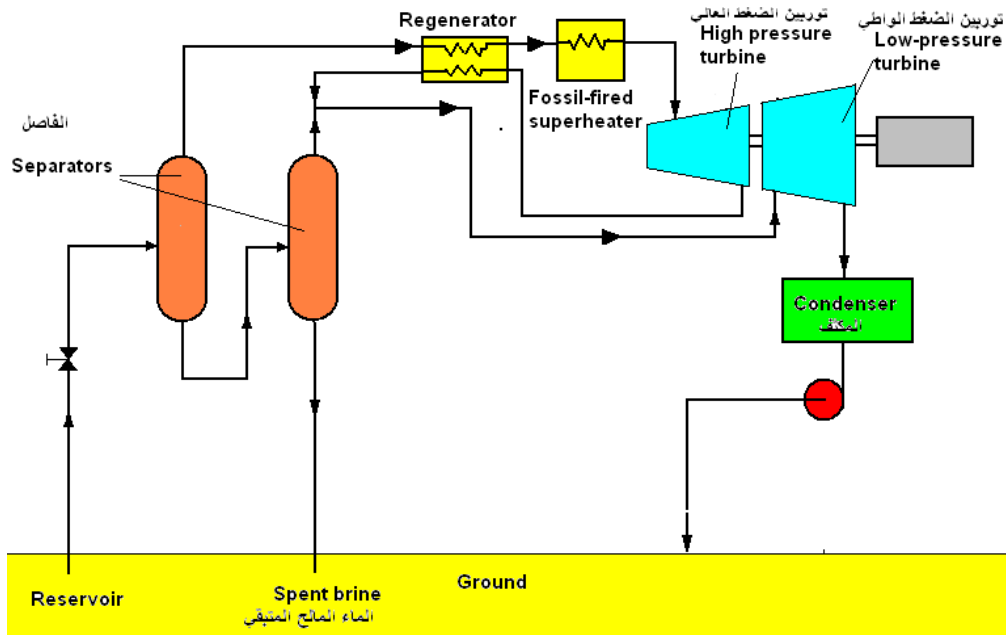 Regenerator
توربين الضغط العالي
High pressure
turbine
توربين الضغط الواطي
Low-pressure
turbine
Fossil-fired
superheater
الفاصل
Separators
Condenser
المكثف
Reservoir
Spent brine
الماء المالح المتبقي
Ground